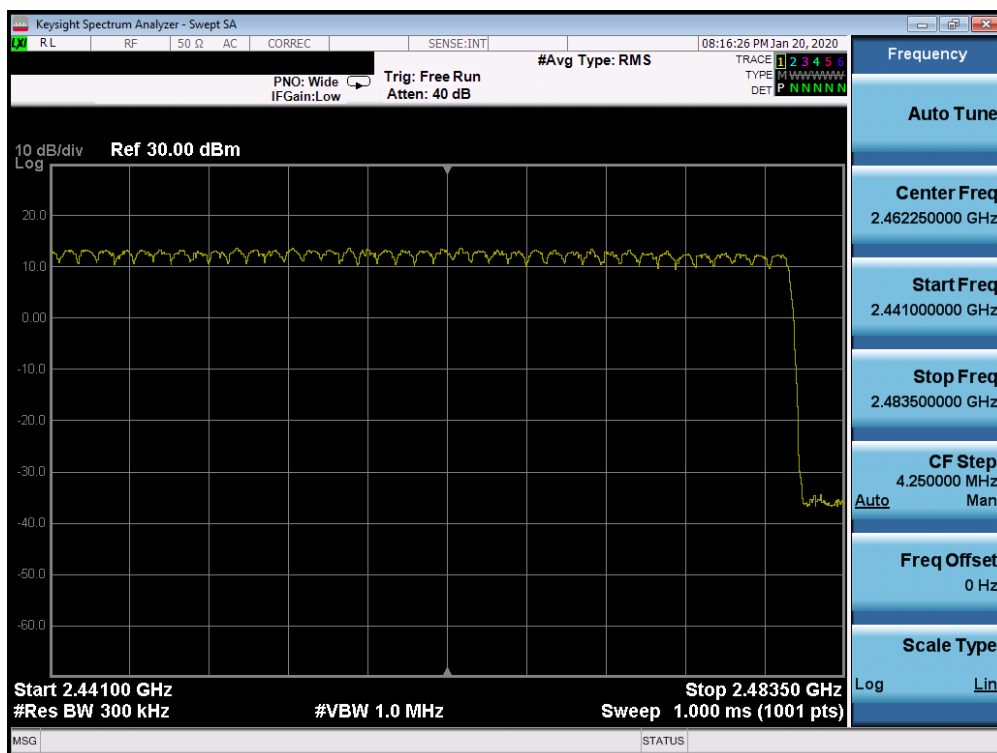 Keysight Spectrum Analyzer - Swept SA
LXI RL RF 50 Ω AC CORREC SENSE:INT 08:16:26 PM Jan 20, 2020
#Avg Type: RMS TRACE 1 2 3 4 5 6
PNO: Wide Trig: Free Run TYPE M WWWWW
IFGain:Low Atten: 40 dB DET P N N N N N
10 dB/div Ref 30.00 dBm
Log
20.0
10.0
0.00
-10.0
-20.0
-30.0
-40.0
-50.0
-60.0
Start 2.44100 GHz Stop 2.48350 GHz
#Res BW 300 kHz #VBW 1.0 MHz Sweep 1.000 ms (1001 pts)
MSG STATUS
Frequency
Auto Tune
Center Freq
2.462250000 GHz
Start Freq
2.441000000 GHz
Stop Freq
2.483500000 GHz
CF Step
4.250000 MHz
Auto Man
Freq Offset
0 Hz
Scale Type
Log Lin